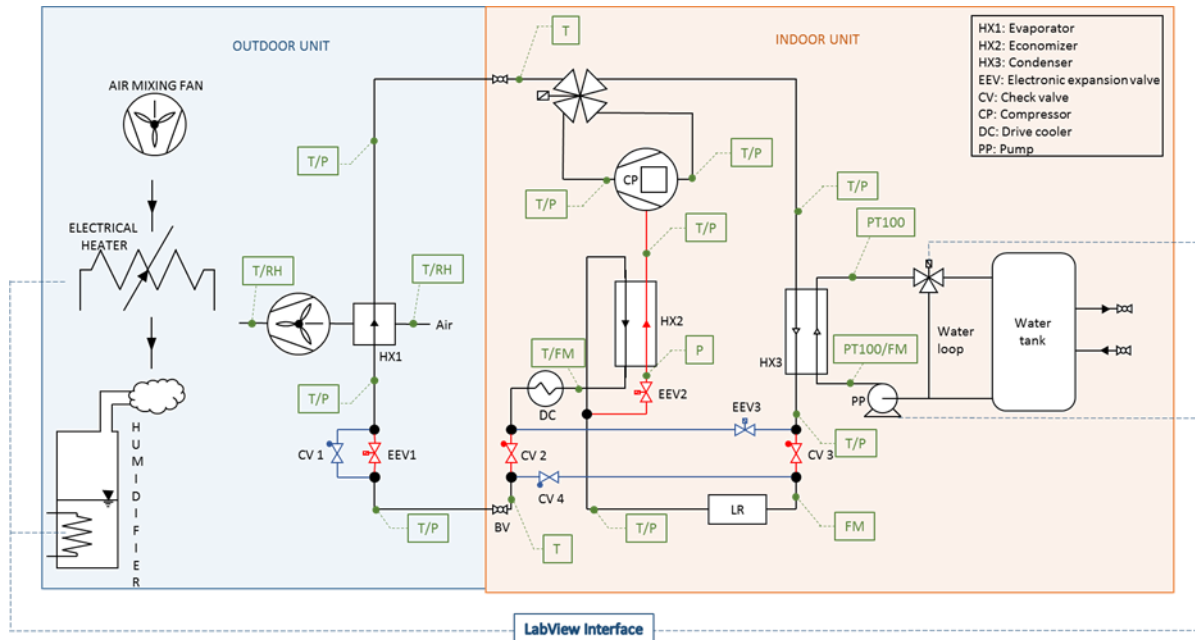 OUTDOOR UNIT
INDOOR UNIT
HX1: Evaporator
HX2: Economizer
HX3: Condenser
EEV: Electronic expansion valve
CV: Check valve
CP: Compressor
DC: Drive cooler
PP: Pump
T
AIR MIXING FAN
T/P
T/P
CP
T/P
T/P
T/P
PT100
ELECTRICAL
HEATER
T/RH
T/RH
Air
HX1
HX2
HX3
Water
loop
Water
tank
T/FM
P
PT100/FM
T/P
DC
EEV2
PP
EEV3
T/P
HUMIDIFIER
CV 1
EEV1
CV 2
CV 3
CV 4
LR
T/P
BV
T
T/P
FM
LabView Interface